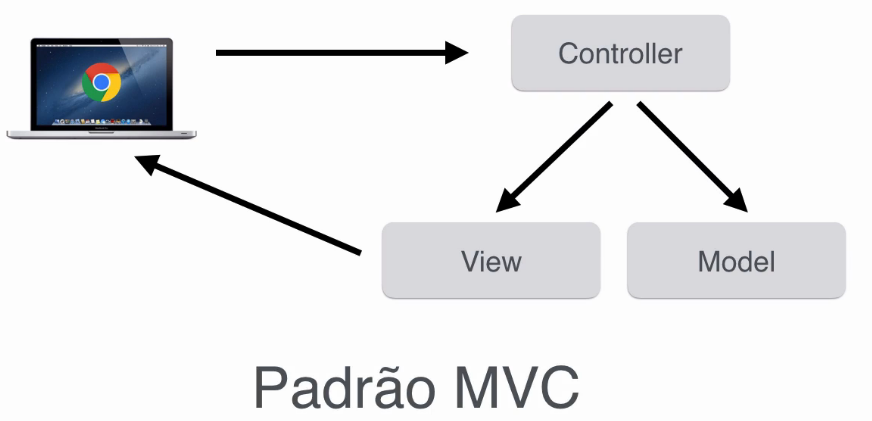 Controller
View
Model
Padrão MVC